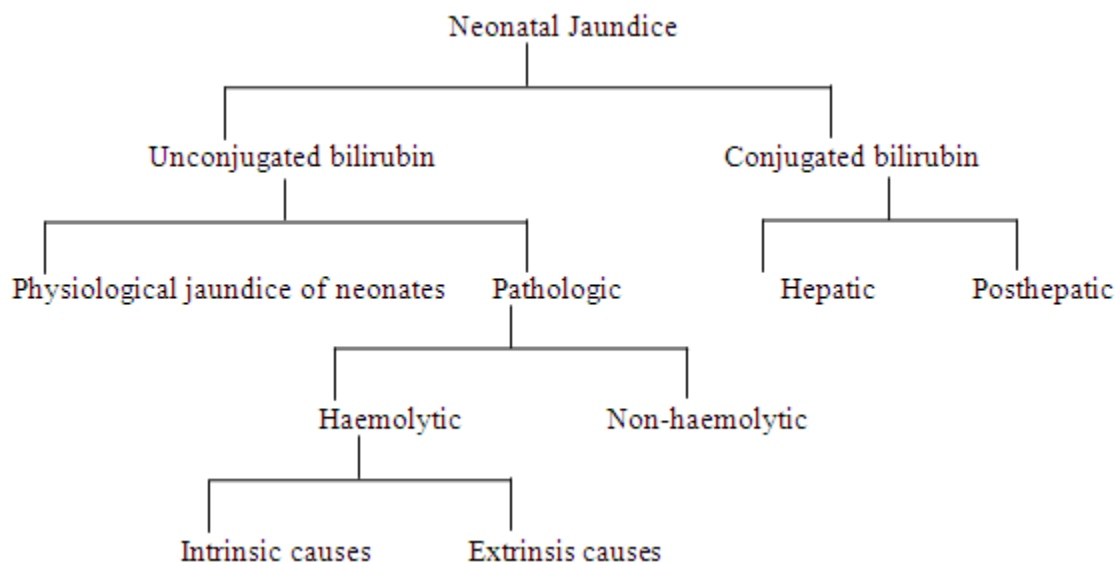 Neonatal Jaundice
Unconjugated bilirubin Conjugated bilirubin
Physiological jaundice of neonates Pathologic Hepatic Posthepatic
Haemolytic Non-haemolytic
Intrinsic causes Extrinsis causes